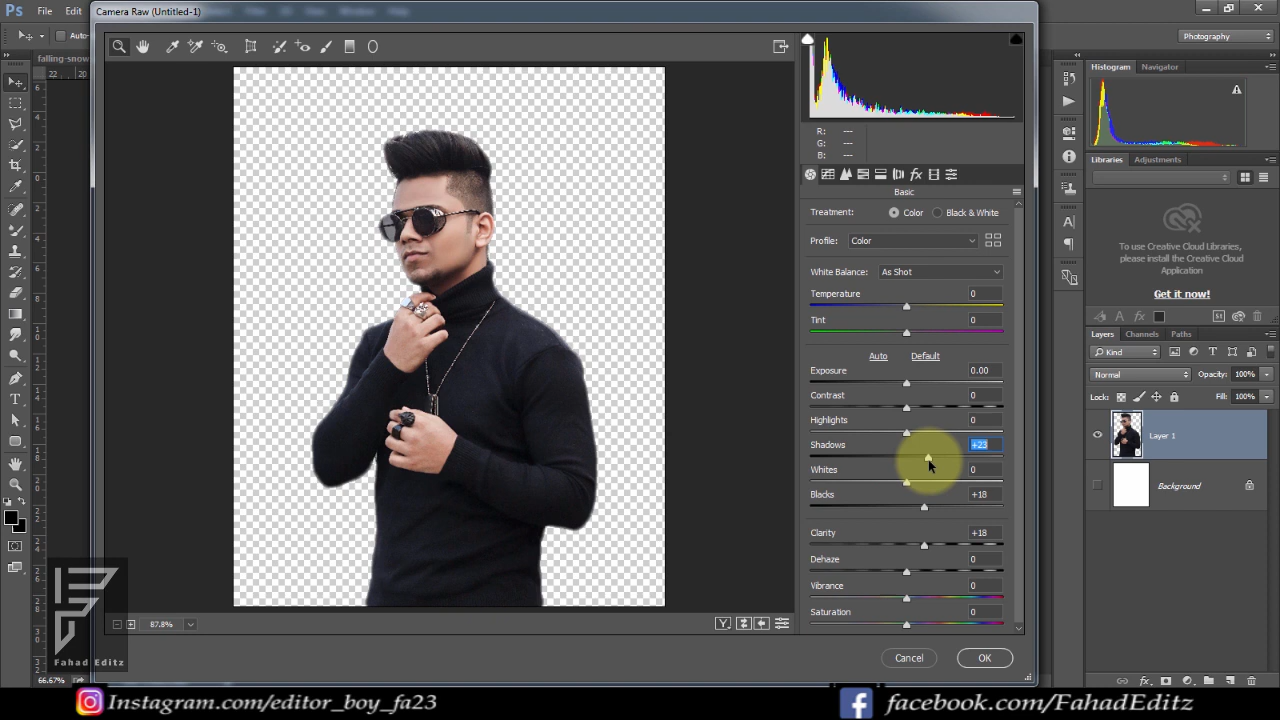 Ps
File
Edit
Camera Raw (Untitled-1)
Auto-
Photography
falling-snow
22
20
R: ---
G: ---
B: ---
Basic
Treatment: Color Black & White
Profile: Color
White Balance: As Shot
Temperature 0
Tint 0
Auto Default
Exposure 0.00
Contrast 0
Highlights 0
Shadows +23
Whites 0
Blacks +18
Clarity +18
Dehaze 0
Vibrance 0
Saturation 0
87.8%
Cancel OK
Histogram Navigator
Libraries Adjustments
To use Creative Cloud Libraries,
please install the Creative Cloud
Application
Get it now!
Layers Channels Paths
Kind
Normal Opacity: 100%
Lock: Fill: 100%
Layer 1
Background
Fahad Editz
66.67%
Instagram.com/editor_boy_fa23
facebook.com/FahadEditz